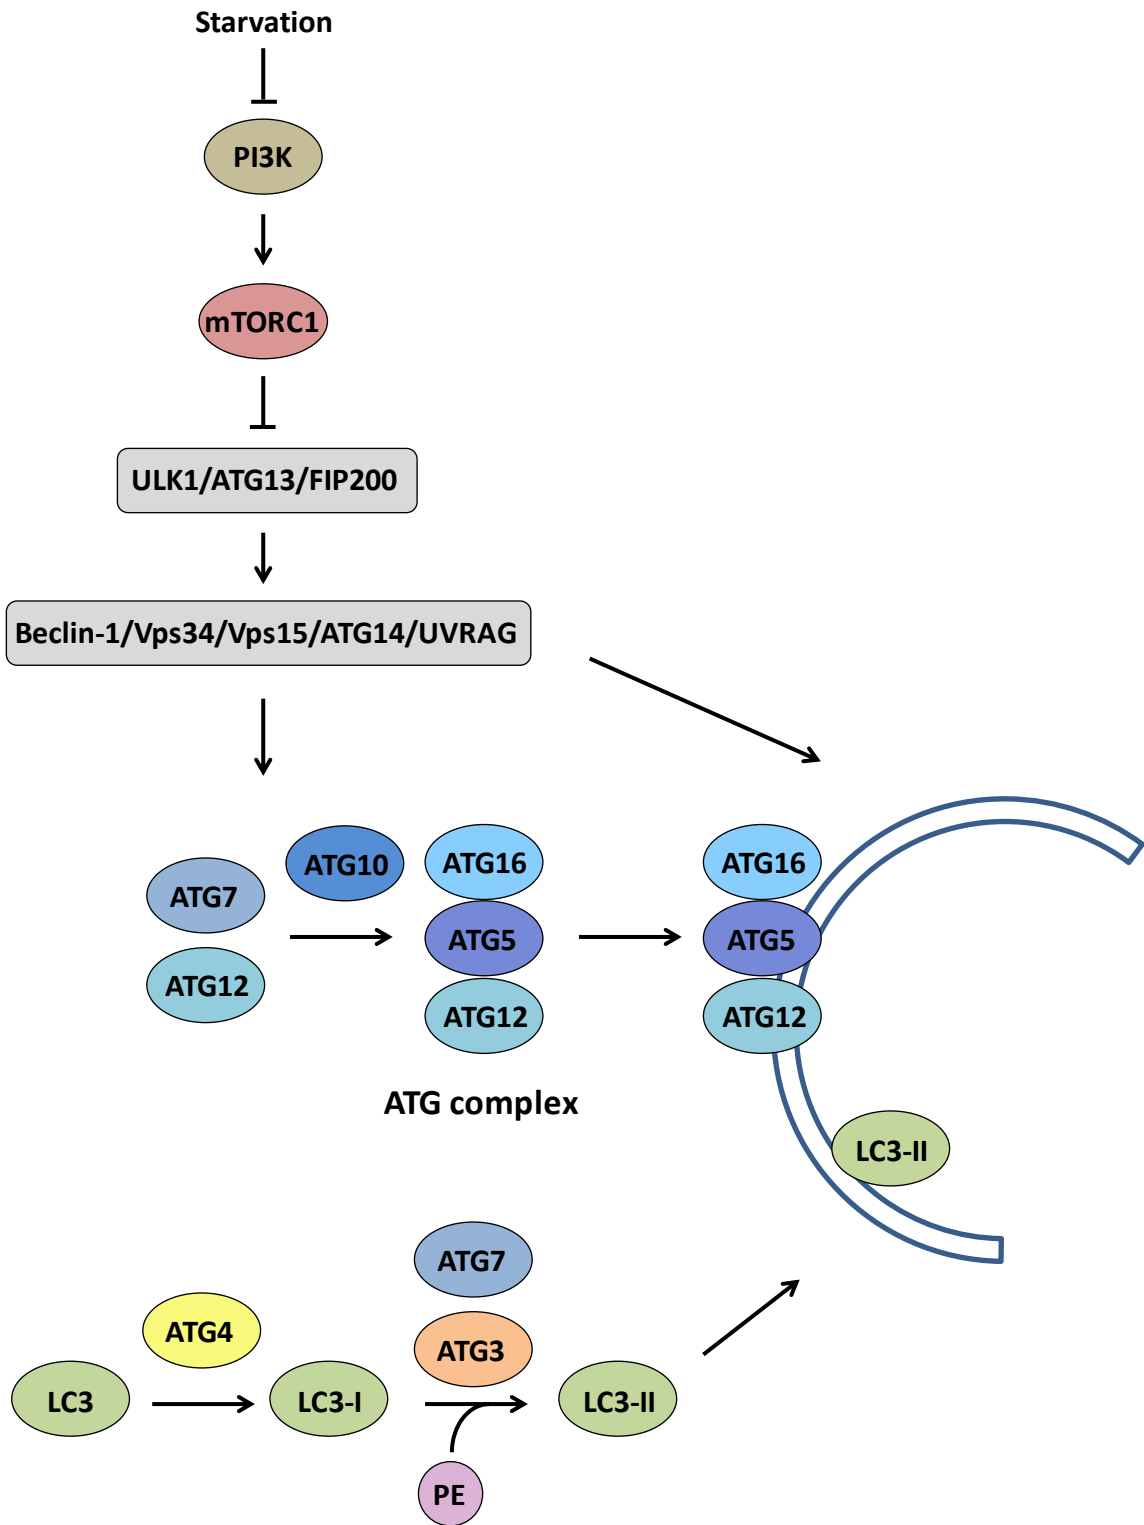 Starvation
PI3K
mTORC1
ULK1/ATG13/FIP200
Beclin-1/Vps34/Vps15/ATG14/UVRAG
ATG7
ATG12
ATG10
ATG16
ATG5
ATG12
ATG complex
ATG16
ATG5
ATG12
LC3-II
LC3
ATG4
LC3-I
ATG7
ATG3
PE
LC3-II